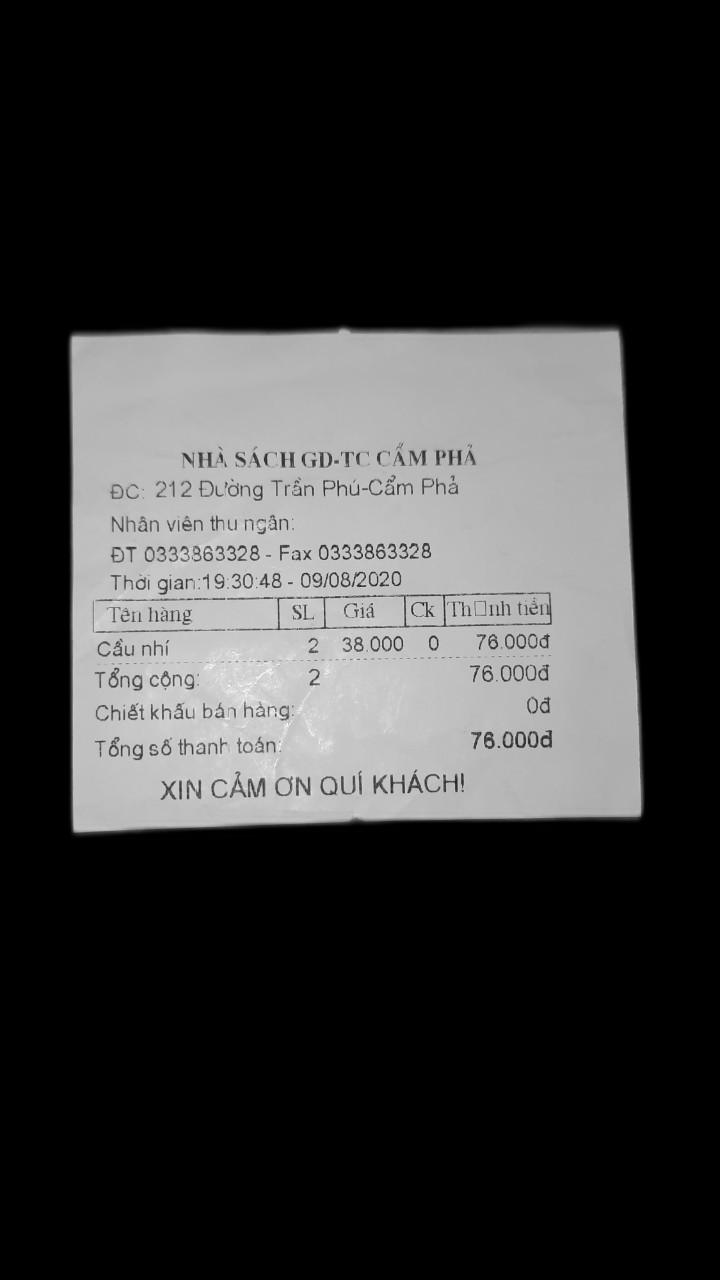 NHÀ SÁCH GD-TC CẨM PHẢ
ĐC: 212 Đường Trần Phú-Cẩm Phả
Nhân viên thu ngân:
ĐT 0333863328 - Fax 0333863328
Thời gian:19:30:48 - 09/08/2020
Tên hàng SL Giá Ck Th□nh tiền
Cầu nhí 2 38.000 0 76.000đ
Tổng cộng: 2 76.000đ
Chiết khấu bán hàng: 0đ
Tổng số thanh toán: 76.000đ
XIN CẢM ƠN QUÍ KHÁCH!